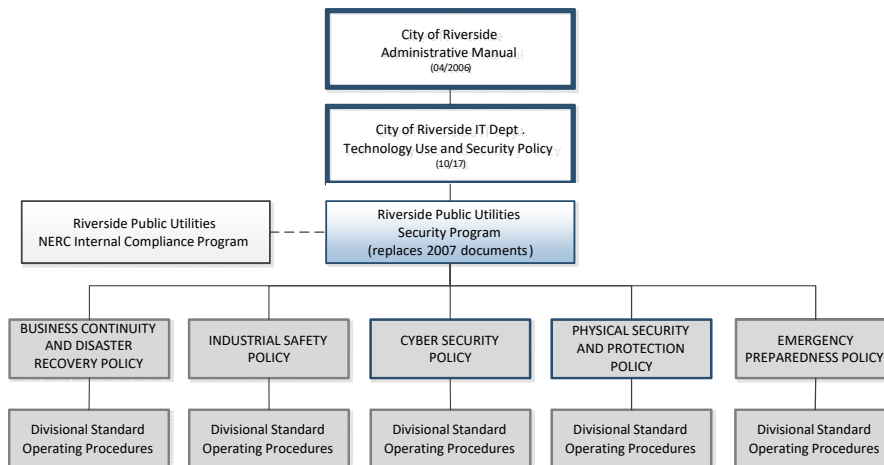 City of Riverside
Administrative Manual
(04/2006)
City of Riverside IT Dept .
Technology Use and Security Policy
(10/17)
Riverside Public Utilities
NERC Internal Compliance Program
Riverside Public Utilities
Security Program
(replaces 2007 documents)
BUSINESS CONTINUITY
AND DISASTER
RECOVERY POLICY
INDUSTRIAL SAFETY
POLICY
CYBER SECURITY
POLICY
PHYSICAL SECURITY
AND PROTECTION
POLICY
EMERGENCY
PREPAREDNESS POLICY
Divisional Standard
Operating Procedures
Divisional Standard
Operating Procedures
Divisional Standard
Operating Procedures
Divisional Standard
Operating Procedures
Divisional Standard
Operating Procedures